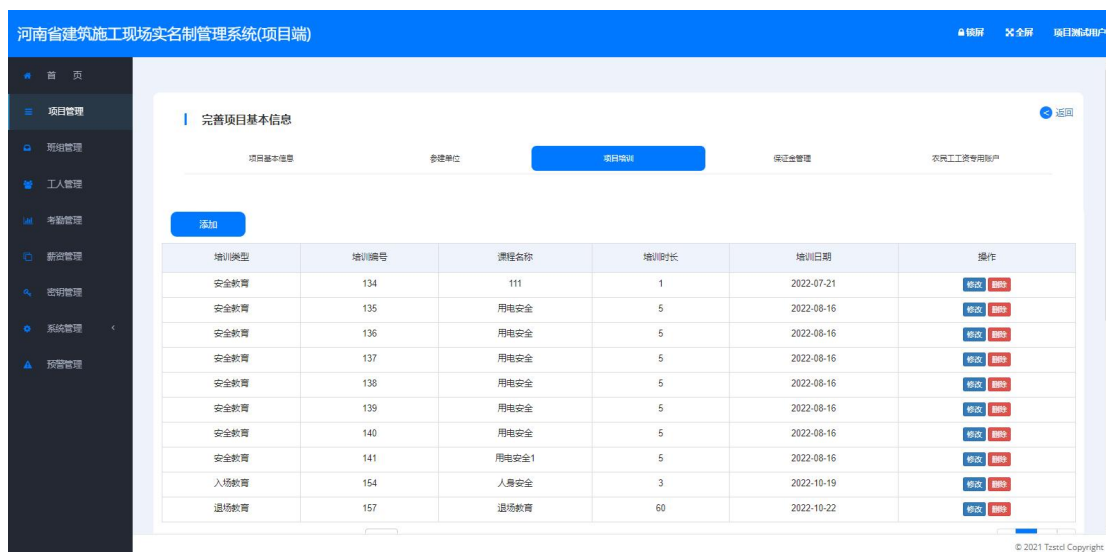 河南省建筑施工现场实名制管理系统(项目端)
锁屏 全屏 项目测试用户
首 页
项目管理
班组管理
工人管理
考勤管理
薪资管理
密钥管理
系统管理
预警管理
完善项目基本信息 返回
项目基本信息 参建单位 项目培训 保证金管理 农民工工资专用账户
添加
培训类型 培训编号 课程名称 培训时长 培训日期 操作
安全教育 134 111 1 2022-07-21 修改 删除
安全教育 135 用电安全 5 2022-08-16 修改 删除
安全教育 136 用电安全 5 2022-08-16 修改 删除
安全教育 137 用电安全 5 2022-08-16 修改 删除
安全教育 138 用电安全 5 2022-08-16 修改 删除
安全教育 139 用电安全 5 2022-08-16 修改 删除
安全教育 140 用电安全 5 2022-08-16 修改 删除
安全教育 141 用电安全1 5 2022-08-16 修改 删除
入场教育 154 人身安全 3 2022-10-19 修改 删除
退场教育 157 退场教育 60 2022-10-22 修改 删除
© 2021 Tzstcl Copyright